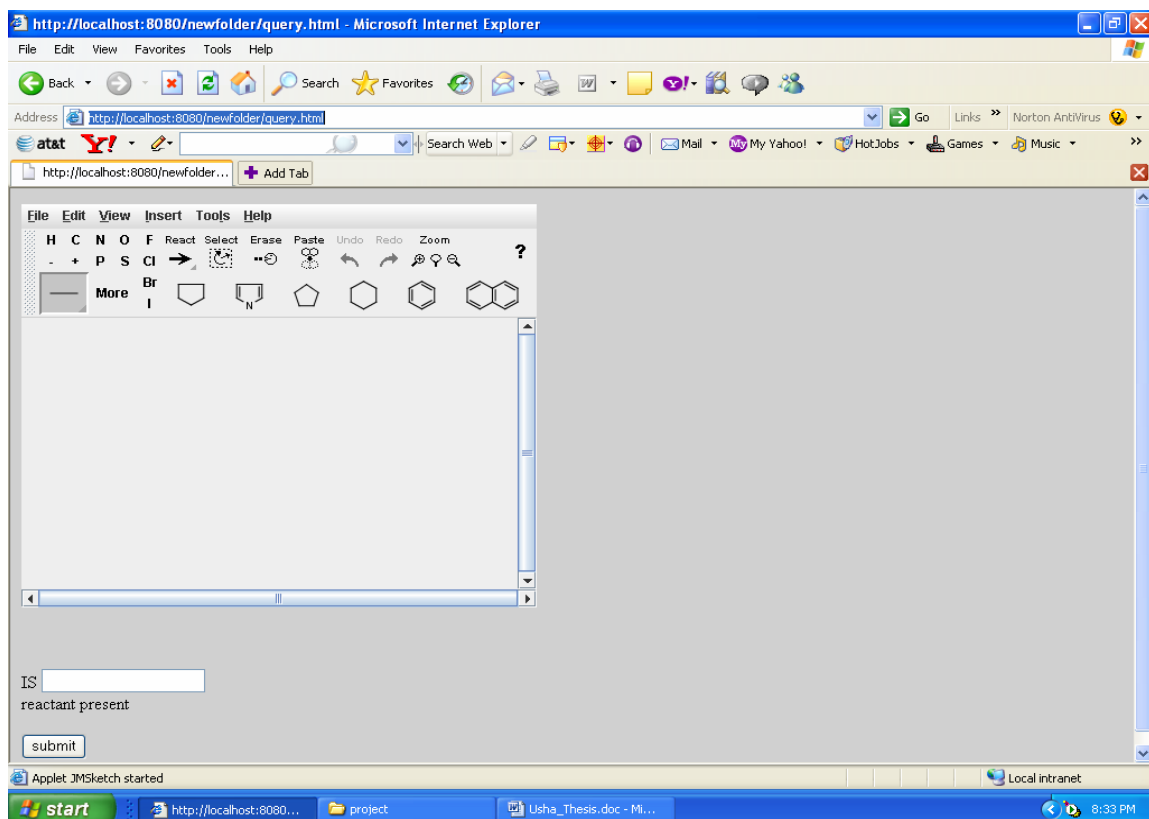 http://localhost:8080/newfolder/query.html - Microsoft Internet Explorer
File Edit View Favorites Tools Help
Back Search Favorites
Address http://localhost:8080/newfolder/query.html Go Links » Norton AntiVirus
at&t Y! Search Web Mail My Yahoo! HotJobs Games Music »
http://localhost:8080/newfolder... Add Tab
File Edit View Insert Tools Help
H C N O F React Select Erase Paste Undo Redo Zoom
- + P S Cl ?
More Br
I N
IS
reactant present
submit
Applet JMSketch started Local intranet
start http://localhost:8080... project Usha_Thesis.doc - Mi... 8:33 PM